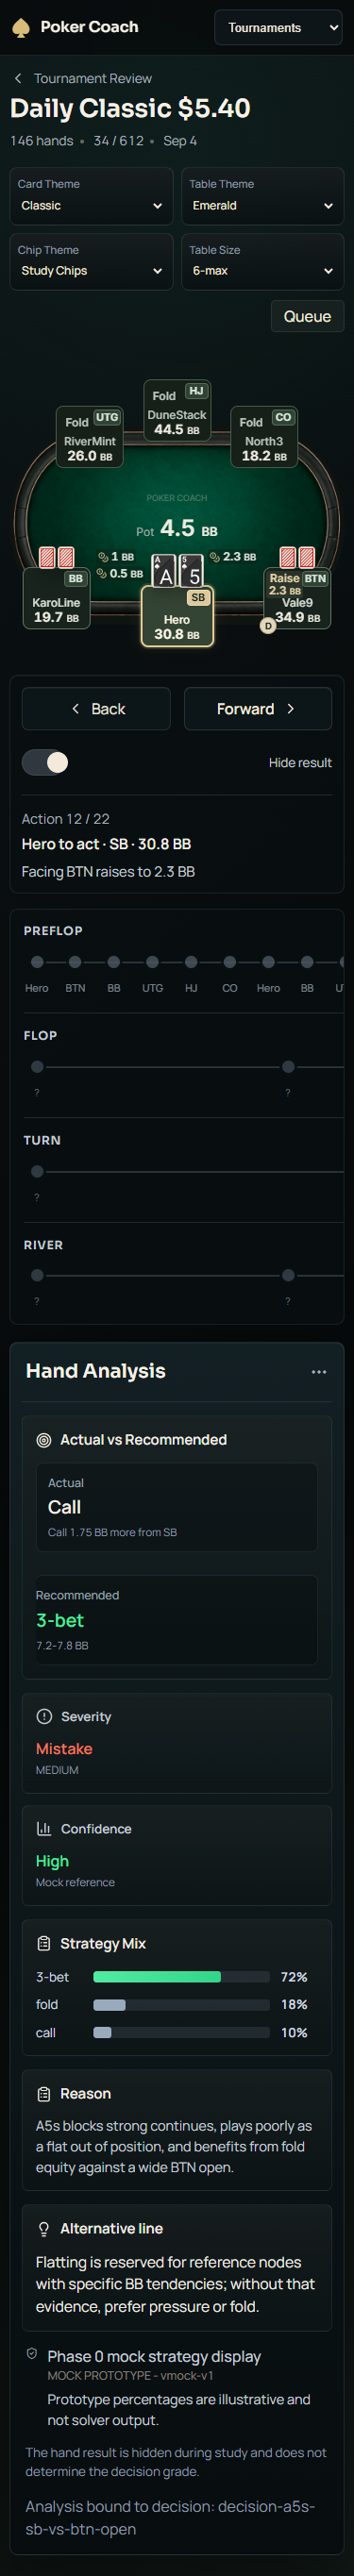 Poker Coach
Tournaments
Tournament Review
Daily Classic $5.40
146 hands • 34 / 612 • Sep 4
Card Theme
Classic
Table Theme
Emerald
Chip Theme
Study Chips
Table Size
6-max
Queue
Fold HJ
DuneStack
44.5 BB
Fold UTG
RiverMint
26.0 BB
Fold CO
North3
18.2 BB
POKER COACH
Pot 4.5 BB
1 BB
0.5 BB
2.3 BB
BB
KaroLine
19.7 BB
A
A
5
5
SB
Hero
30.8 BB
Raise BTN
2.3 BB
Vale9
34.9 BB
D
Back
Forward
Hide result
Action 12 / 22
Hero to act · SB · 30.8 BB
Facing BTN raises to 2.3 BB
PREFLOP
Hero BTN BB UTG HJ CO Hero BB
FLOP
? ?
TURN
?
RIVER
? ?
Hand Analysis
Actual vs Recommended
Actual
Call
Call 1.75 BB more from SB
Recommended
3-bet
7.2-7.8 BB
Severity
Mistake
MEDIUM
Confidence
High
Mock reference
Strategy Mix
3-bet 72%
fold 18%
call 10%
Reason
A5s blocks strong continues, plays poorly as
a flat out of position, and benefits from fold
equity against a wide BTN open.
Alternative line
Flatting is reserved for reference nodes
with specific BB tendencies; without that
evidence, prefer pressure or fold.
Phase 0 mock strategy display
MOCK PROTOTYPE - vmock-v1
Prototype percentages are illustrative and
not solver output.
The hand result is hidden during study and does not
determine the decision grade.
Analysis bound to decision: decision-a5s-
sb-vs-btn-open